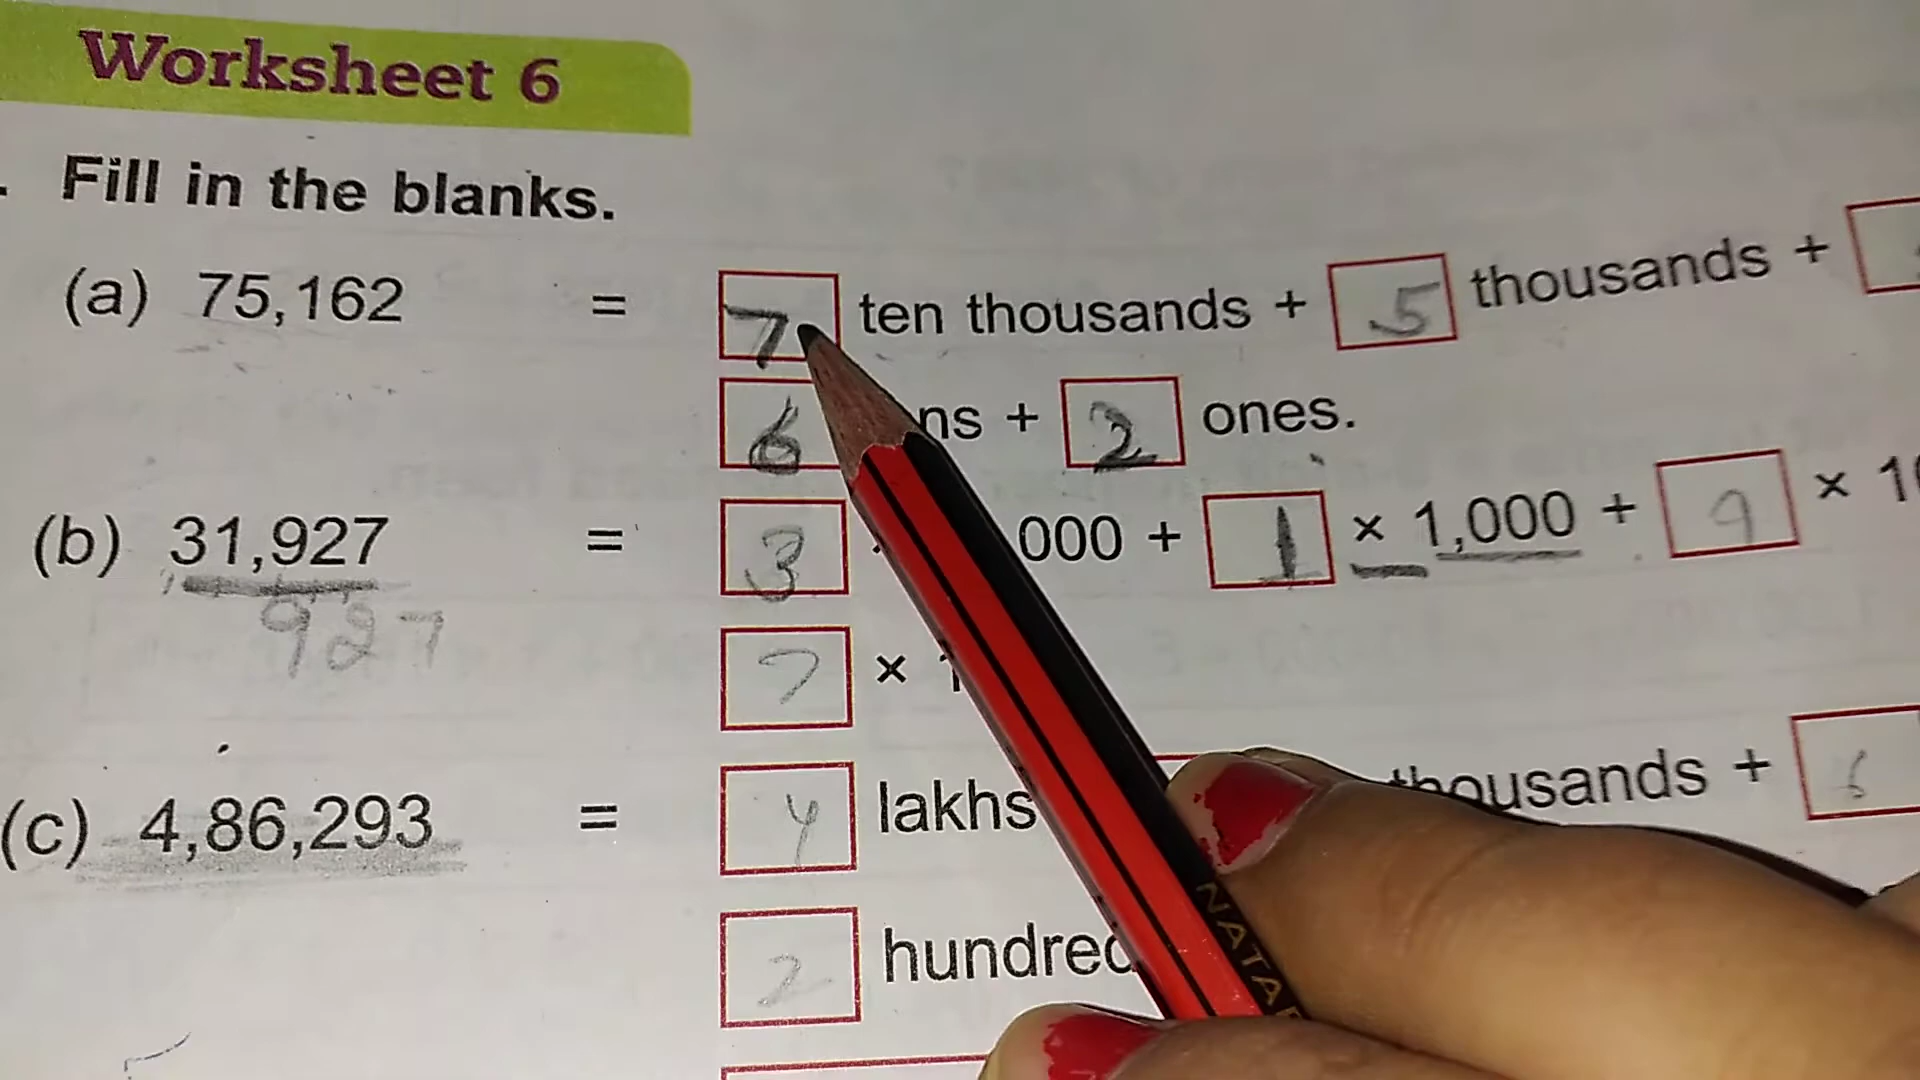 Worksheet 6
. Fill in the blanks.
(a) 75,162 = 7 ten thousands + 5 thousands +
6 ns + 2 ones.
(b) 31,927 = 3 000 + 1 × 1,000 + 9 × 10
927
7 ×
(c) 4,86,293 = 4 lakhs thousands + 6
2 hundred
NATA